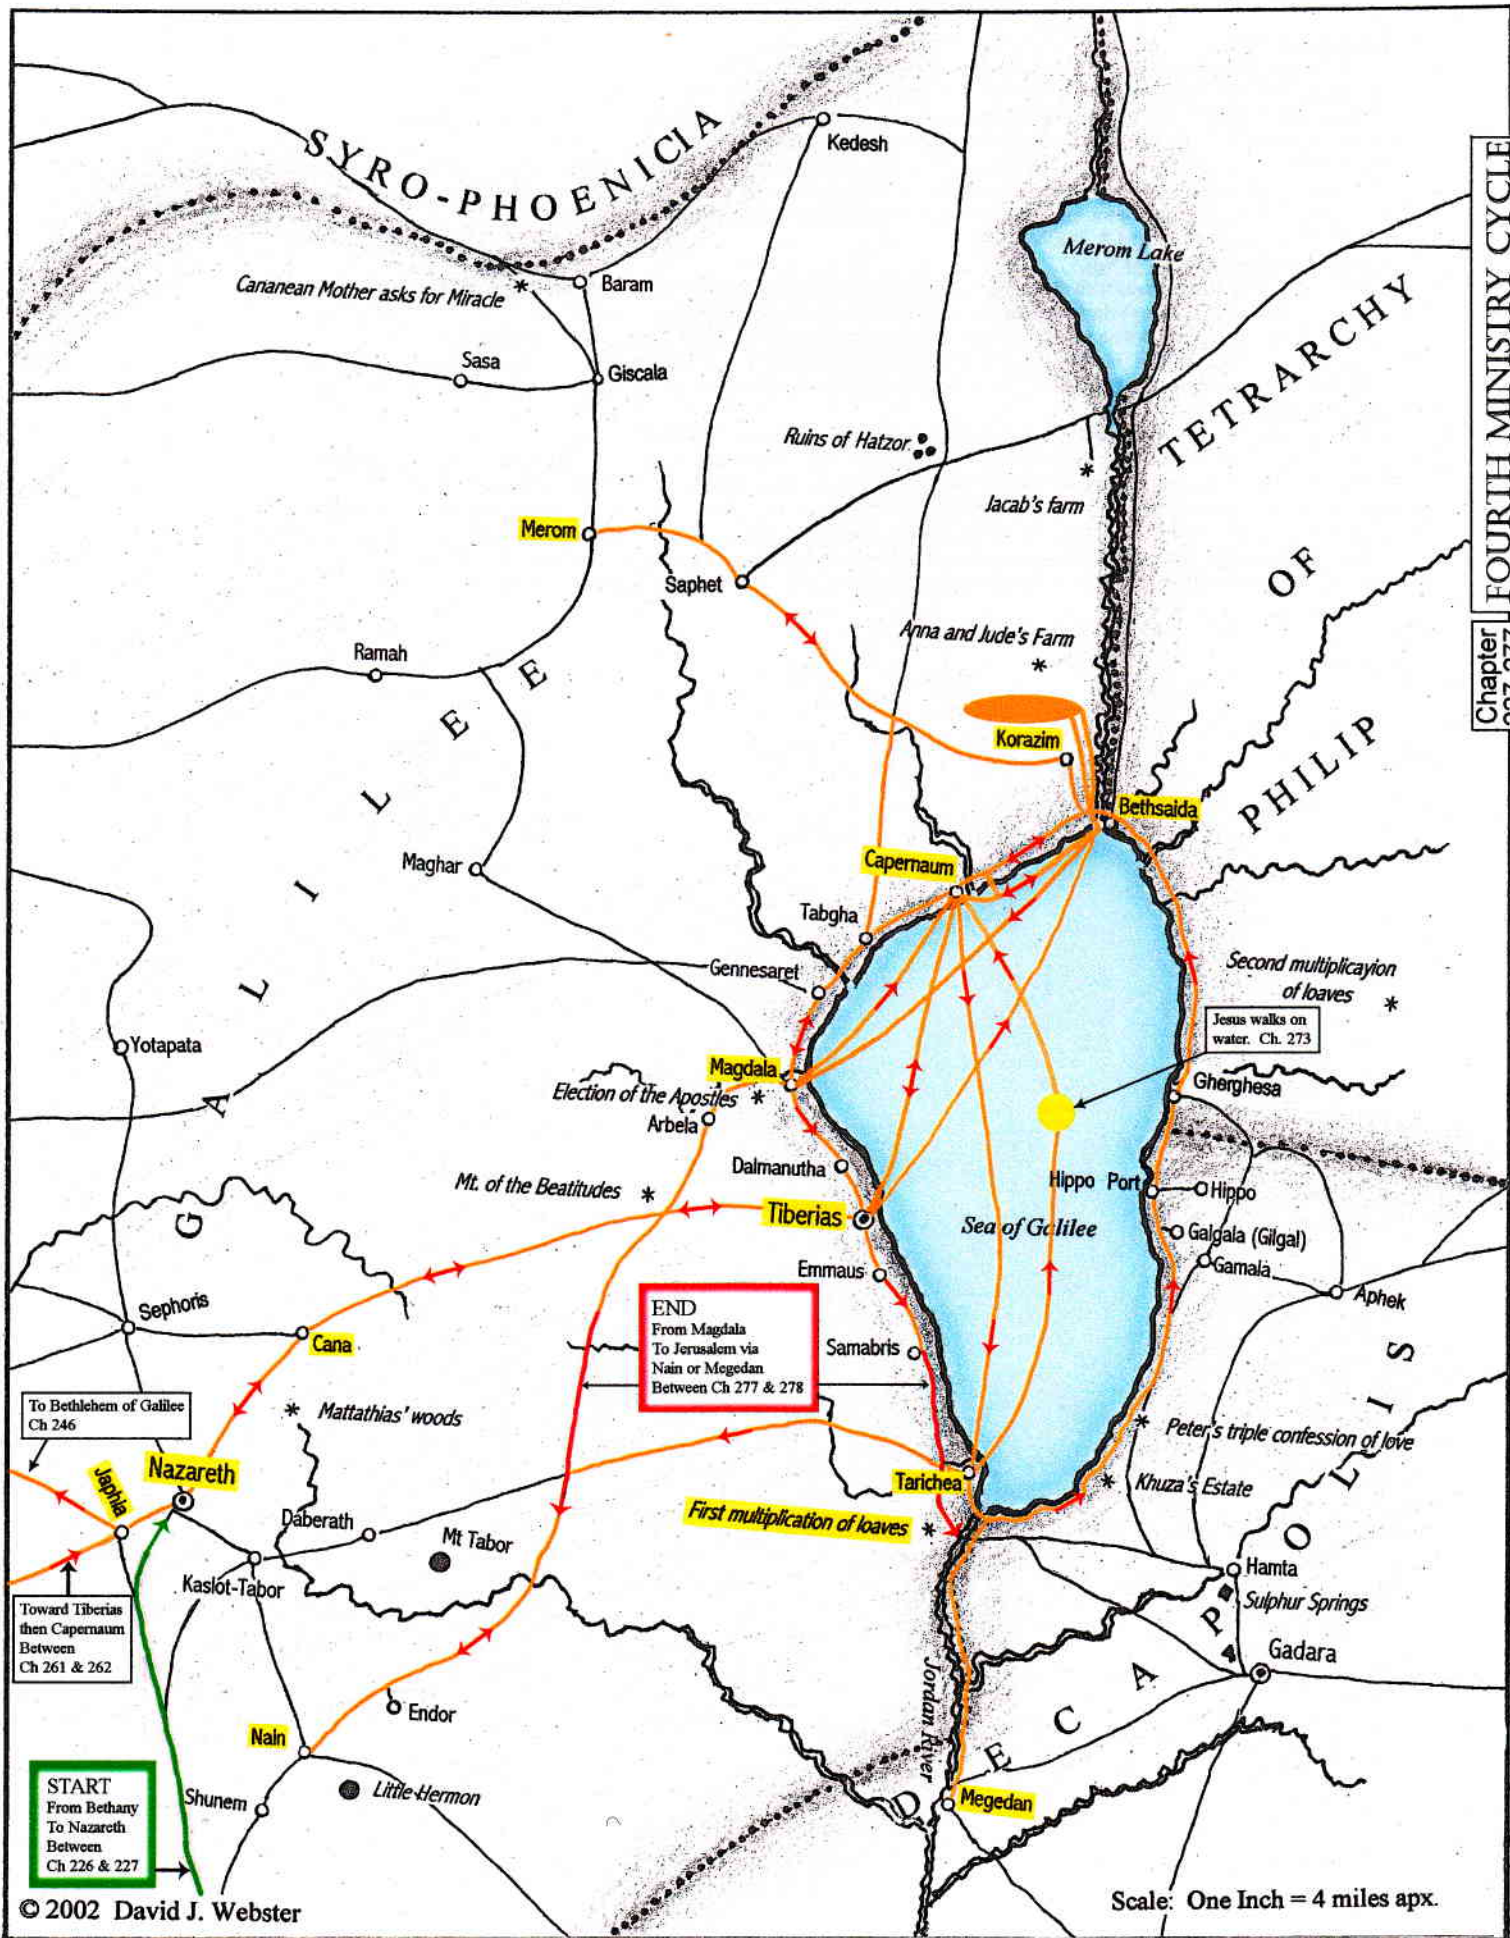 SYRO-PHOENICIA
Kedesh
Merom Lake
Cananean Mother asks for Miracle
Baram
Sasa
Giscala
TETRARCHY
OF
PHILIP
FOURTH MINISTRY CYCLE
Chapter
Ruins of Hatzor
Jacab's farm
Merom
Saphet
Anna and Jude's Farm
Ramah
GALILEE
Korazim
Bethsaida
Maghar
Capernaum
Tabgha
Gennesaret
Second multiplicayion
of loaves
Jesus walks on
water. Ch. 273
Yotapata
Magdala
Election of the Apostles
Arbela
Gherghesa
Dalmanutha
Mt. of the Beatitudes
Tiberias
Hippo Port
Hippo
Sea of Galilee
Galgala (Gilgal)
Gamala
Emmaus
Aphek
Sephoris
Cana
END
From Magdala
To Jerusalem via
Nain or Megedan
Between Ch 277 & 278
Samabris
To Bethlehem of Galilee
Ch 246
Mattathias' woods
Peter's triple confession of love
Nazareth
Japhia
Tarichea
Khuza's Estate
First multiplication of loaves
Daberath
Mt Tabor
Kaslot-Tabor
Hamta
Sulphur Springs
Toward Tiberias
then Capernaum
Between
Ch 261 & 262
Gadara
DECAPOLIS
Jordan River
Endor
Nain
Little Hermon
Shunem
Megedan
START
From Bethany
To Nazareth
Between
Ch 226 & 227
© 2002 David J. Webster
Scale: One Inch = 4 miles apx.